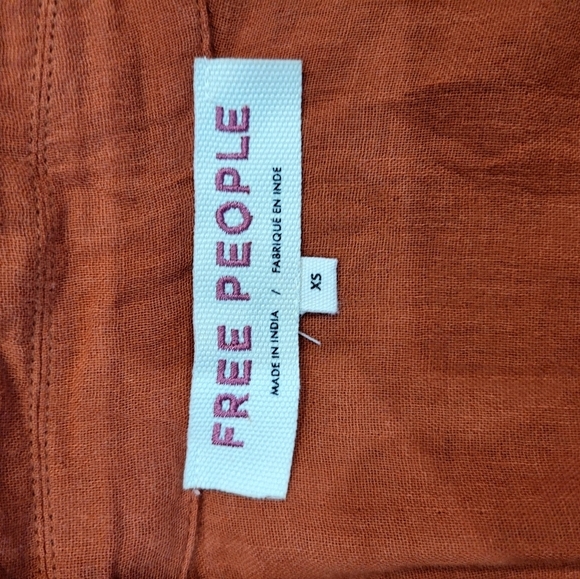 FREE PEOPLE
MADE IN INDIA / FABRIQUÉ EN INDE
XS